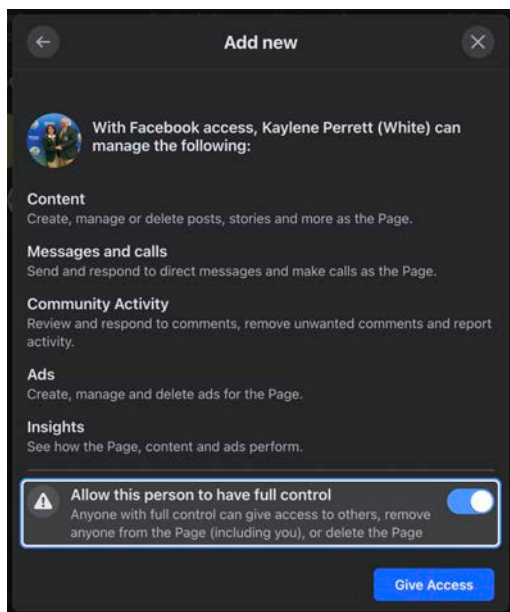 Add new
With Facebook access, Kaylene Perrett (White) can
manage the following:
Content
Create, manage or delete posts, stories and more as the Page.
Messages and calls
Send and respond to direct messages and make calls as the Page.
Community Activity
Review and respond to comments, remove unwanted comments and report
activity.
Ads
Create, manage and delete ads for the Page.
Insights
See how the Page, content and ads perform.
Allow this person to have full control
Anyone with full control can give access to others, remove
anyone from the Page (including you), or delete the Page
Give Access